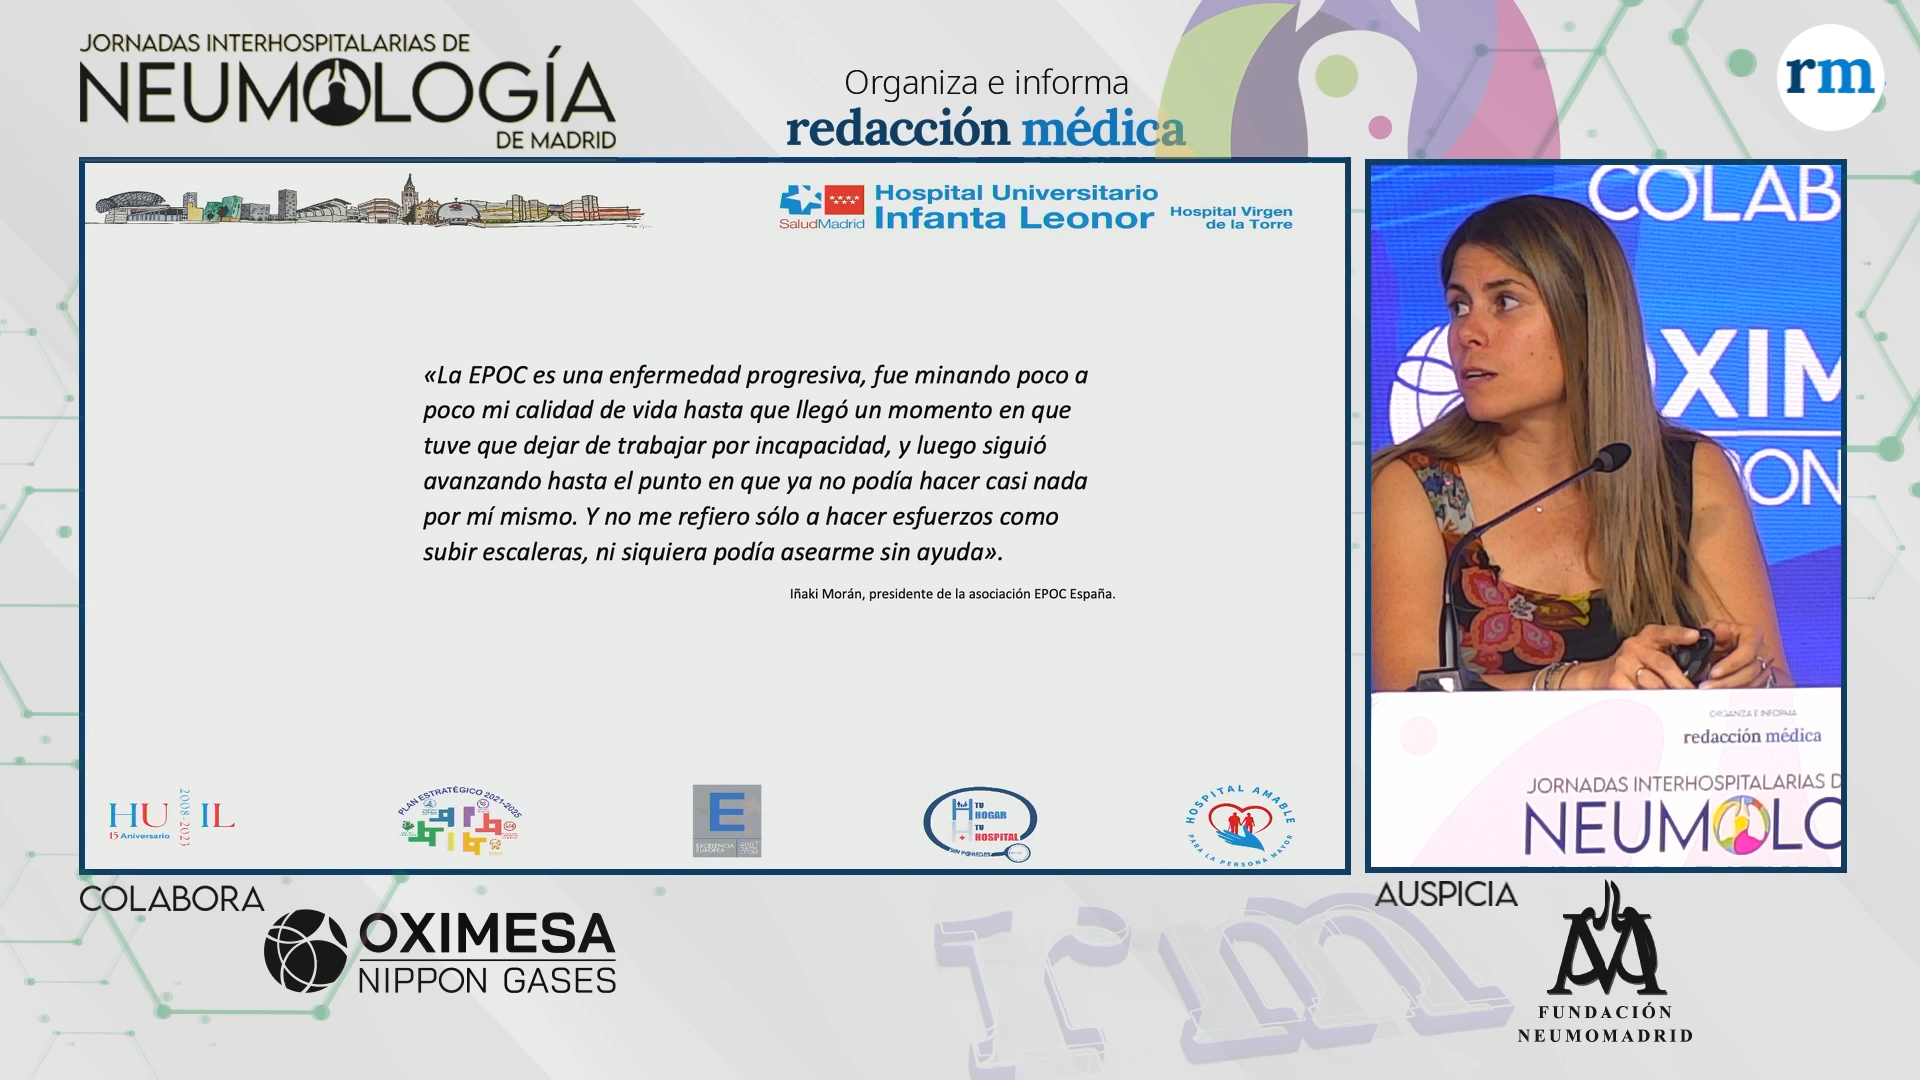 JORNADAS INTERHOSPITALARIAS DE
NEUMOLOGÍA
DE MADRID
Organiza e informa
redacción médica
rm
SaludMadrid
Hospital Universitario
Infanta Leonor
Hospital Virgen
de la Torre
«La EPOC es una enfermedad progresiva, fue minando poco a
poco mi calidad de vida hasta que llegó un momento en que
tuve que dejar de trabajar por incapacidad, y luego siguió
avanzando hasta el punto en que ya no podía hacer casi nada
por mí mismo. Y no me refiero sólo a hacer esfuerzos como
subir escaleras, ni siquiera podía asearme sin ayuda».
Iñaki Morán, presidente de la asociación EPOC España.
HU IL
15 Aniversario
2008-2023
PLAN ESTRATÉGICO 2021-2025
E
EXCELENCIA
EUROPEA
TU
HOGAR
TU
HOSPITAL
HOSPITAL AMABLE
PARA LA PERSONA MAYOR
COLAB
OXIM
ON
ORGANIZA E INFORMA
redacción médica
JORNADAS INTERHOSPITALARIAS D
NEUMOLO
COLABORA
OXIMESA
NIPPON GASES
rm
AUSPICIA
FUNDACIÓN
NEUMOMADRID